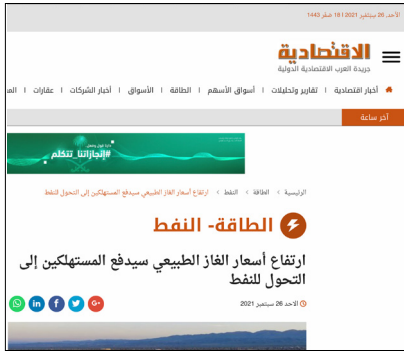 الأحد, 26 سبتمبر 2021 | 19 صفر 1443
الاقتصادية
جريدة العرب الاقتصادية الدولية
أخبار اقتصادية | تقارير وتحليلات | أسواق الأسهم | الطاقة | الأسواق | أخبار الشركات | عقارات | الم
آخر ساعة
#إنجازاتنا_تتكلم
الرئيسية > الطاقة > النفط > ارتفاع أسعار الغاز الطبيعي سيدفع المستهلكين إلى التحول للنفط
الطاقة- النفط
ارتفاع أسعار الغاز الطبيعي سيدفع المستهلكين إلى
التحول للنفط
الاحد 26 سبتمبر 2021